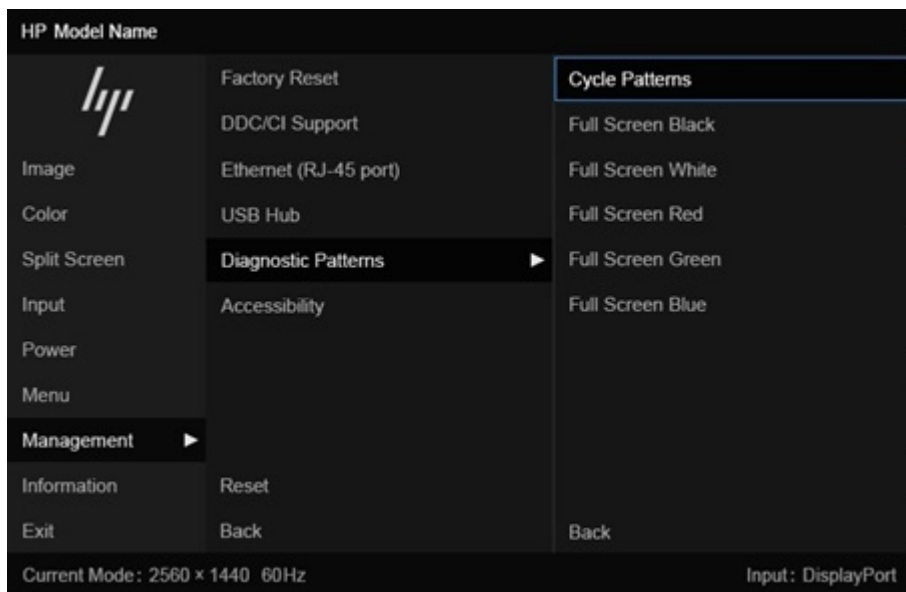 HP Model Name
hp
Image
Color
Split Screen
Input
Power
Menu
Management
Information
Exit
Factory Reset
DDC/CI Support
Ethernet (RJ-45 port)
USB Hub
Diagnostic Patterns
Accessibility
Reset
Back
Cycle Patterns
Full Screen Black
Full Screen White
Full Screen Red
Full Screen Green
Full Screen Blue
Back
Current Mode: 2560 × 1440 60Hz
Input: DisplayPort